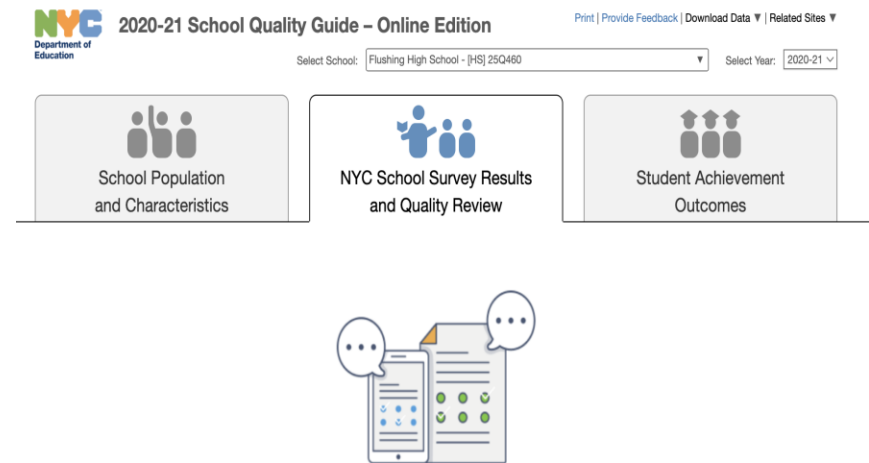 NYC
Department of
Education
2020-21 School Quality Guide – Online Edition
Print | Provide Feedback | Download Data ▼ | Related Sites ▼
Select School: Flushing High School - [HS] 25Q460 ▼ Select Year: 2020-21
School Population
and Characteristics
NYC School Survey Results
and Quality Review
Student Achievement
Outcomes